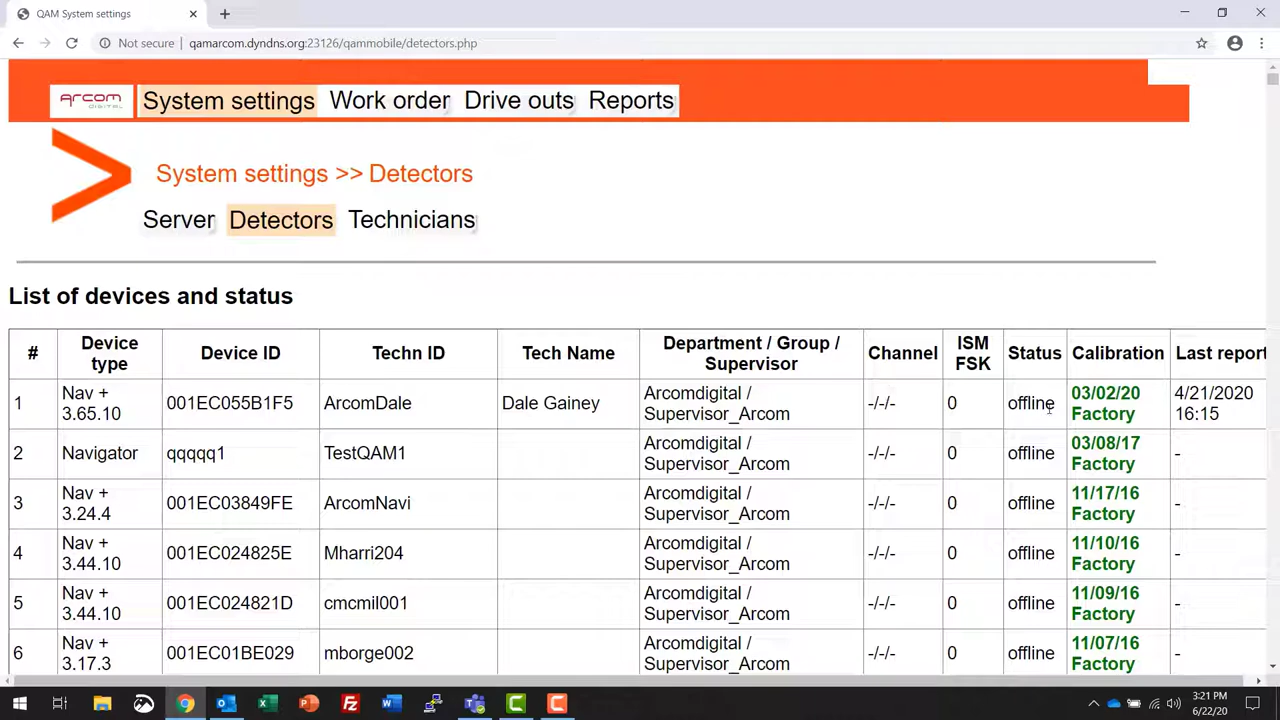 QAM System settings
Not secure | qamarcom.dyndns.org:23126/qammobile/detectors.php
arcom System settings Work order Drive outs Reports
DIGITAL
System settings >> Detectors
Server Detectors Technicians
List of devices and status
# Device type Device ID Techn ID Tech Name Department / Group / Supervisor Channel ISM FSK Status Calibration Last report
1 Nav + 3.65.10 001EC055B1F5 ArcomDale Dale Gainey Arcomdigital / Supervisor_Arcom -/-/- 0 offline 03/02/20 Factory 4/21/2020 16:15
2 Navigator qqqqq1 TestQAM1 Arcomdigital / Supervisor_Arcom -/-/- 0 offline 03/08/17 Factory -
3 Nav + 3.24.4 001EC03849FE ArcomNavi Arcomdigital / Supervisor_Arcom -/-/- 0 offline 11/17/16 Factory -
4 Nav + 3.44.10 001EC024825E Mharri204 Arcomdigital / Supervisor_Arcom -/-/- 0 offline 11/10/16 Factory -
5 Nav + 3.44.10 001EC024821D cmcmil001 Arcomdigital / Supervisor_Arcom -/-/- 0 offline 11/09/16 Factory -
6 Nav + 3.17.3 001EC01BE029 mborge002 Arcomdigital / Supervisor_Arcom -/-/- 0 offline 11/07/16 Factory -
3:21 PM
6/22/20